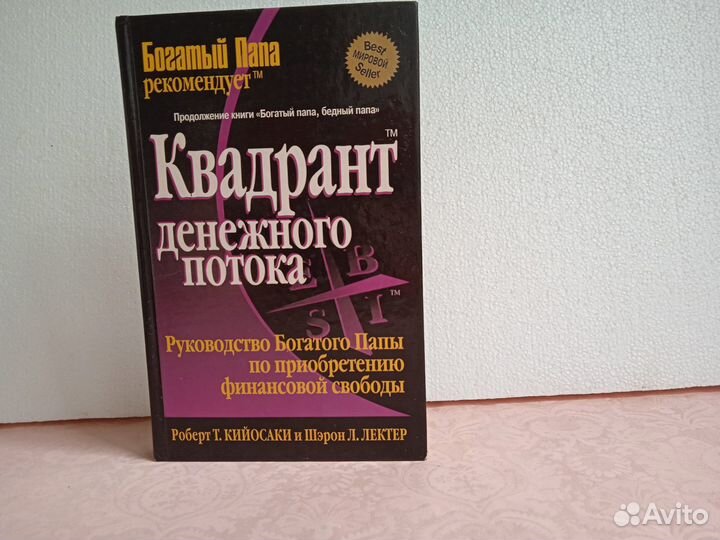 Богатый Папа
рекомендует™
Best
МИРОВОЙ
Seller
Продолжение книги «Богатый папа, бедный папа»
Квадрант™
денежного
потока
E B
S I™
Руководство Богатого Папы
по приобретению
финансовой свободы
Роберт Т. КИЙОСАКИ и Шэрон Л. ЛЕКТЕР
Avito